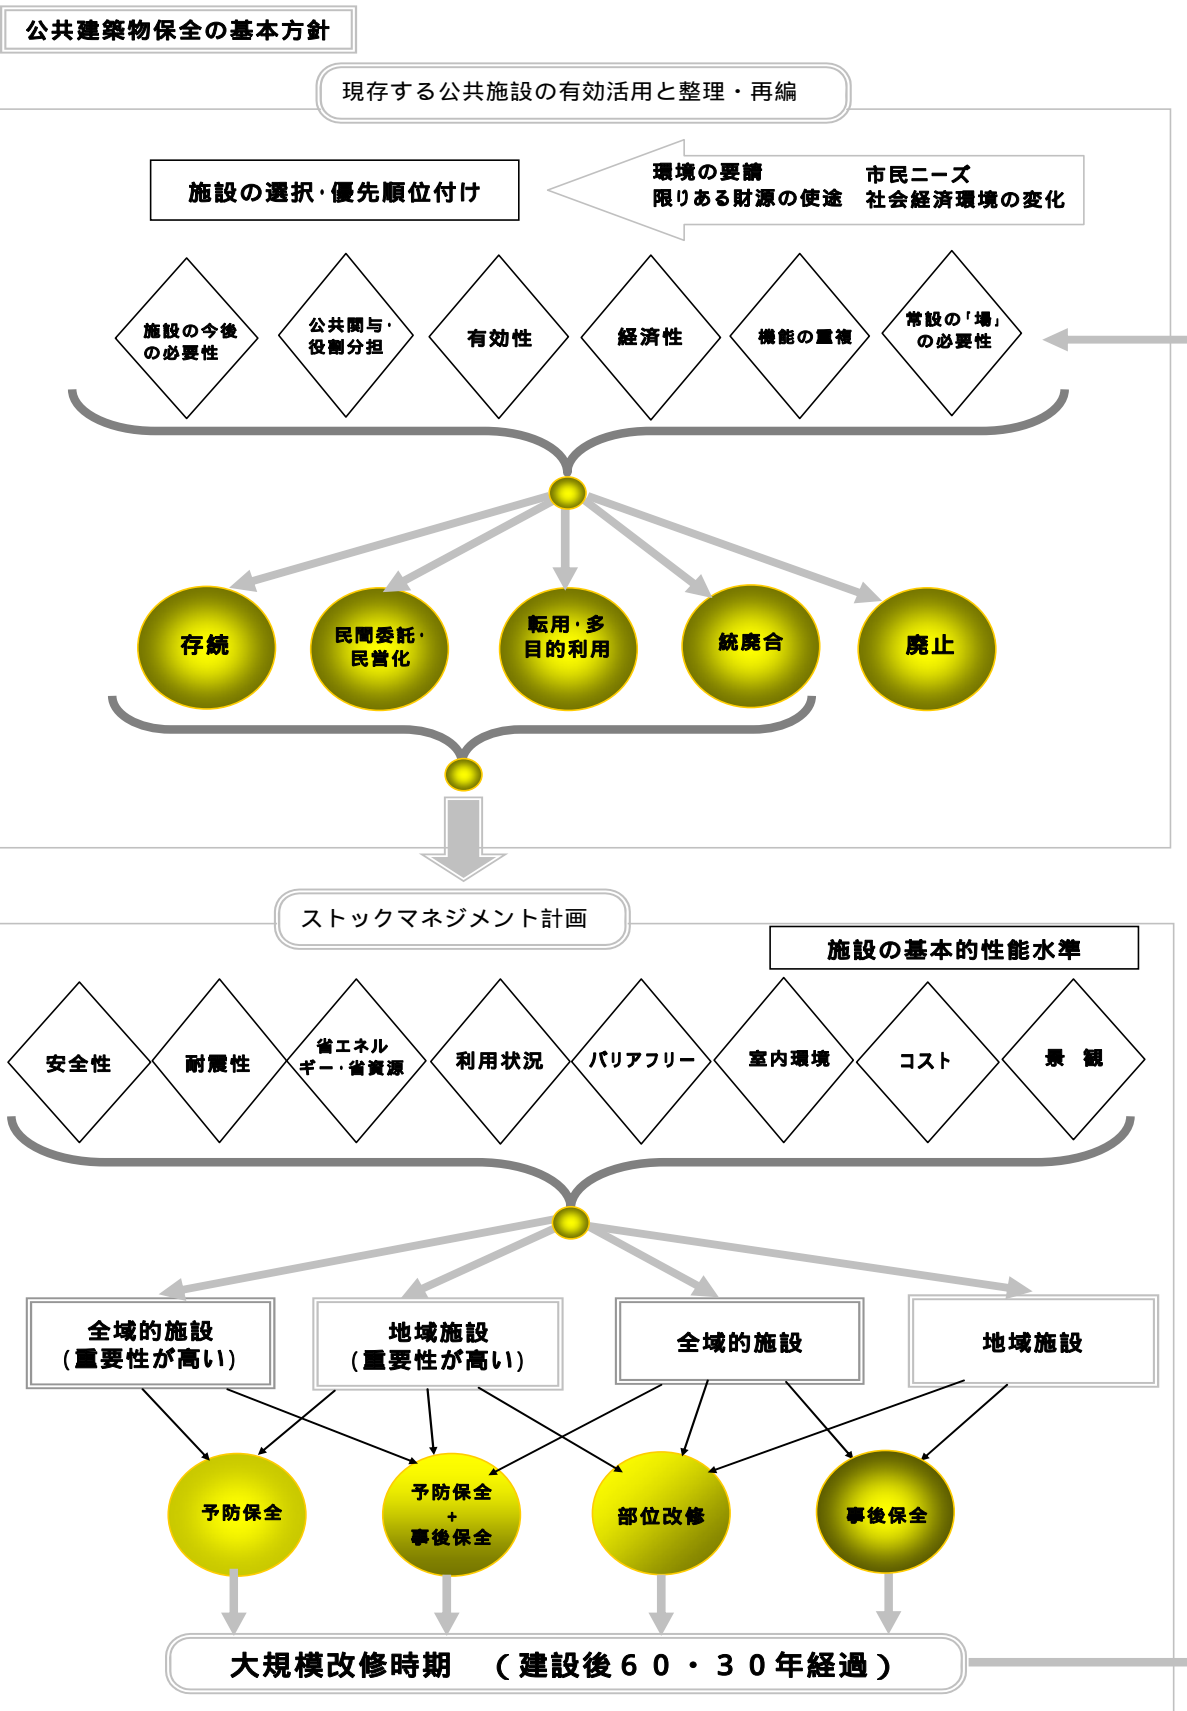 公共建築物保全の基本方針
現存する公共施設の有効活用と整理・再編
施設の選択・優先順位付け
環境の要請
限りある財源の使途
市民ニーズ
社会経済環境の変化
施設の今後
の必要性
公共関与・
役割分担
有効性
経済性
機能の重複
常設の「場」
の必要性
存続
民間委託・
民営化
転用・多
目的利用
統廃合
廃止
ストックマネジメント計画
施設の基本的性能水準
安全性
耐震性
省エネル
ギー・省資源
利用状況
バリアフリー
室内環境
コスト
景　観
全域的施設
(重要性が高い)
地域施設
(重要性が高い)
全域的施設
地域施設
予防保全
予防保全
+
事後保全
部位改修
事後保全
大規模改修時期　（建設後６０・３０年経過）